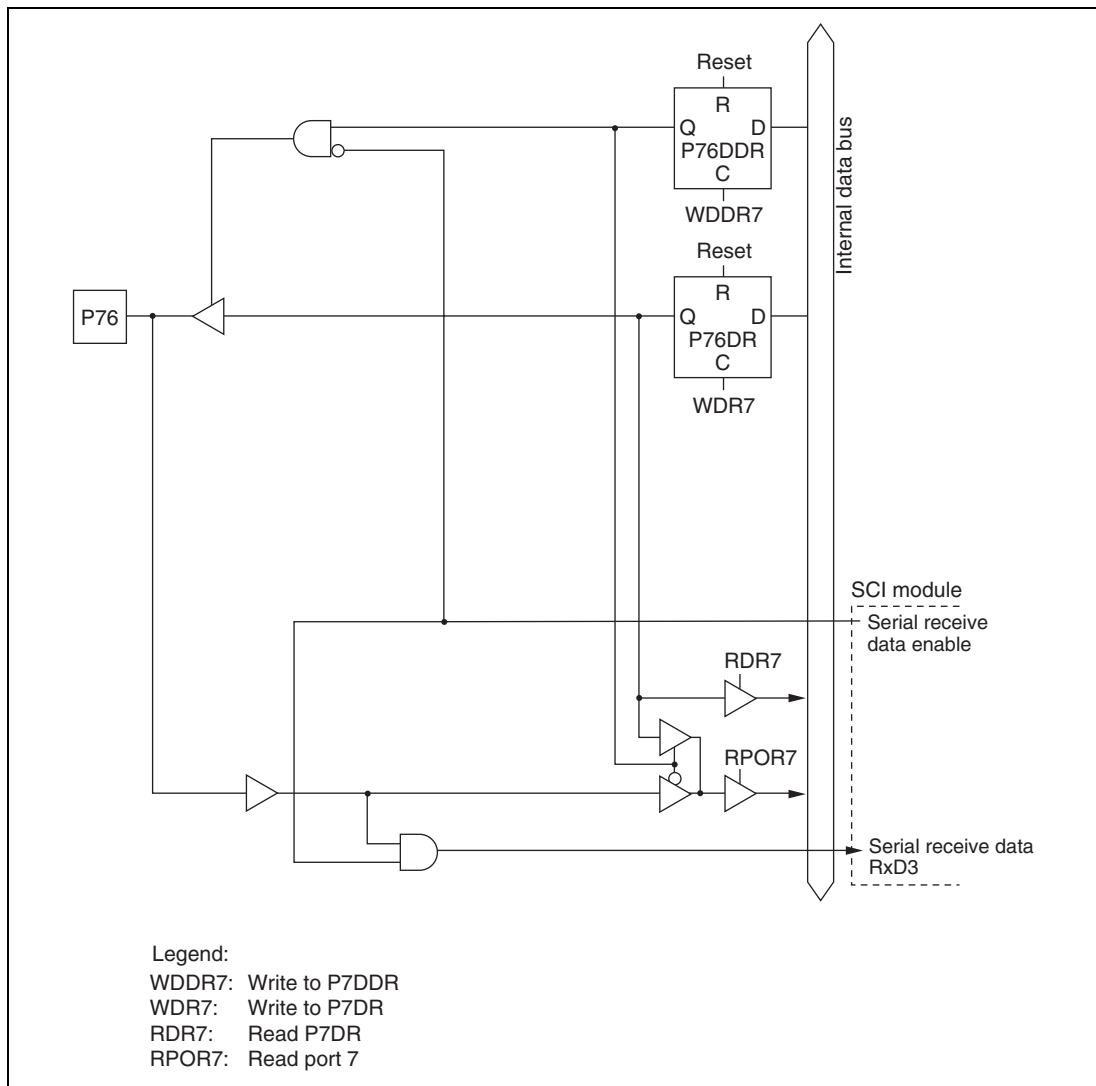 Reset
R
Q D
P76DDR
C
WDDR7
Internal data bus
Reset
R
P76
Q D
P76DR
C
WDR7
SCI module
Serial receive
data enable
RDR7
RPOR7
Serial receive data
RxD3
Legend:
WDDR7: Write to P7DDR
WDR7: Write to P7DR
RDR7: Read P7DR
RPOR7: Read port 7